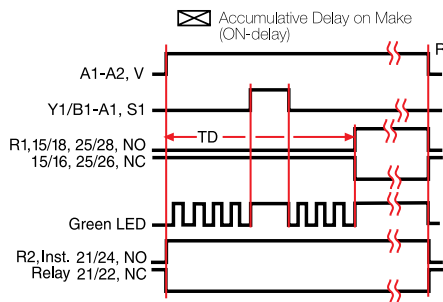 Accumulative Delay on Make
(ON-delay)
R
A1-A2, V
Y1/B1-A1, S1
TD
R1,15/18, 25/28, NO
15/16, 25/26, NC
Green LED
R2,Inst. 21/24, NO
Relay 21/22, NC